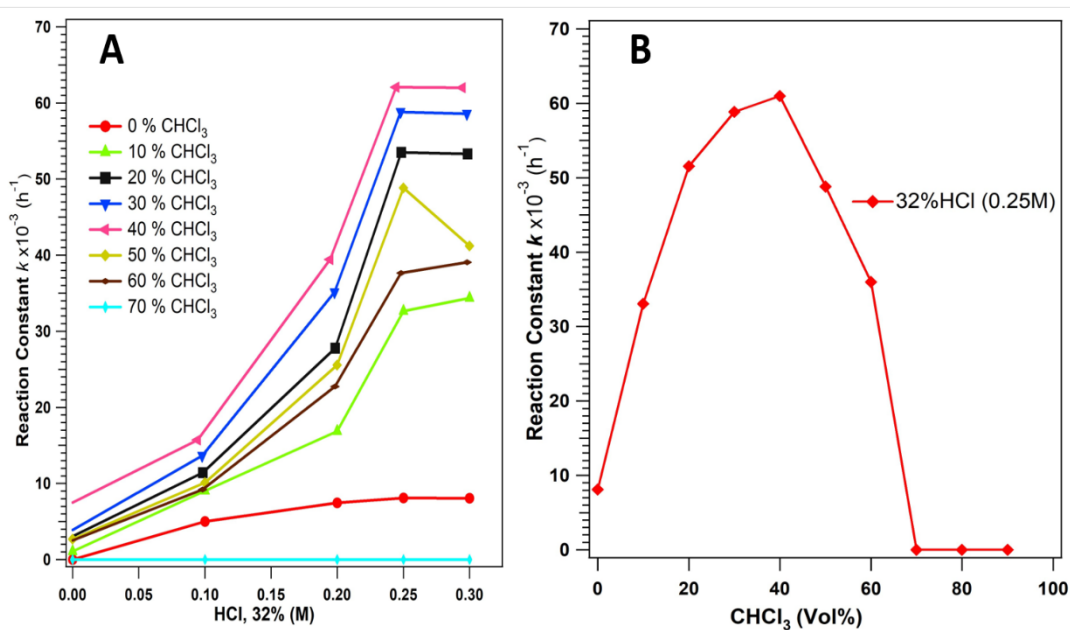 A
Reaction Constant k x10⁻³ (h⁻¹)
70
60
50
40
30
20
10
0
0 % CHCl₃
10 % CHCl₃
20 % CHCl₃
30 % CHCl₃
40 % CHCl₃
50 % CHCl₃
60 % CHCl₃
70 % CHCl₃
0.00 0.05 0.10 0.15 0.20 0.25 0.30
HCl, 32% (M)
B
Reaction Constant k x10⁻³ (h⁻¹)
70
60
50
40
30
20
10
0
32%HCl (0.25M)
0 20 40 60 80 100
CHCl₃ (Vol%)